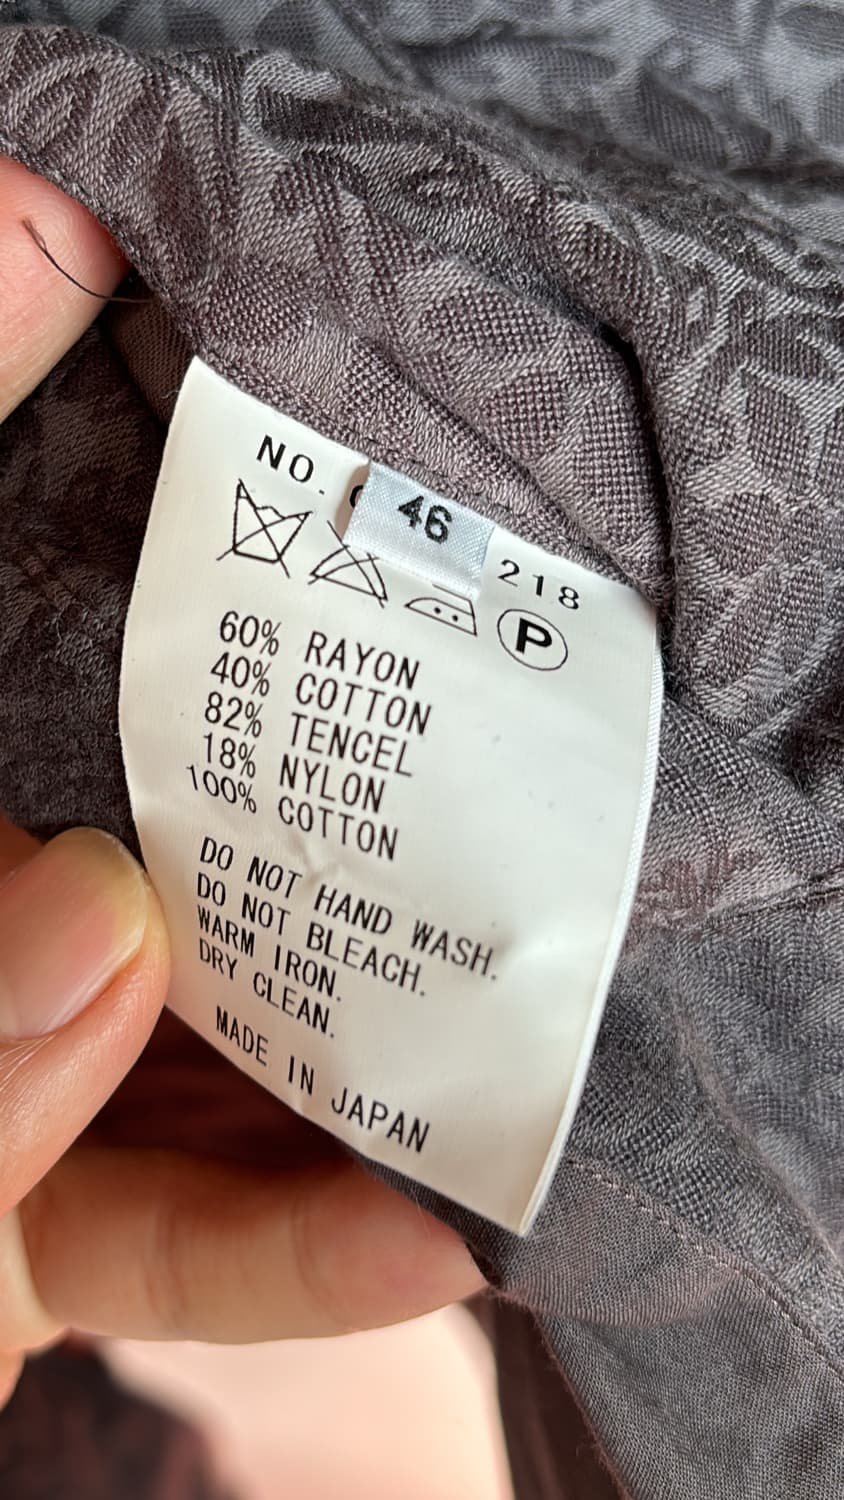 NO.
46
218
P
60% RAYON
40% COTTON
82% TENCEL
18% NYLON
100% COTTON
DO NOT HAND WASH.
DO NOT BLEACH.
WARM IRON.
DRY CLEAN.
MADE IN JAPAN